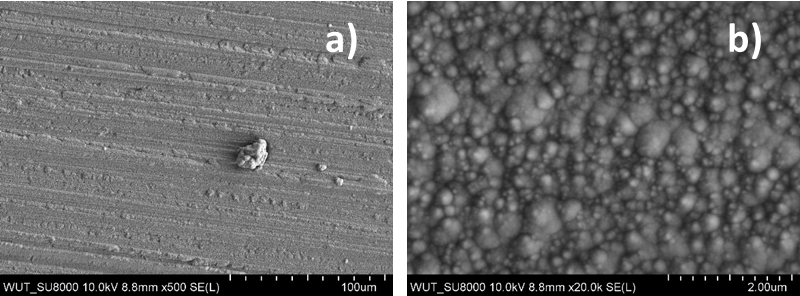 a)
WUT_SU8000 10.0kV 8.8mm x500 SE(L) 100um
b)
WUT_SU8000 10.0kV 8.8mm x20.0k SE(L) 2.00um